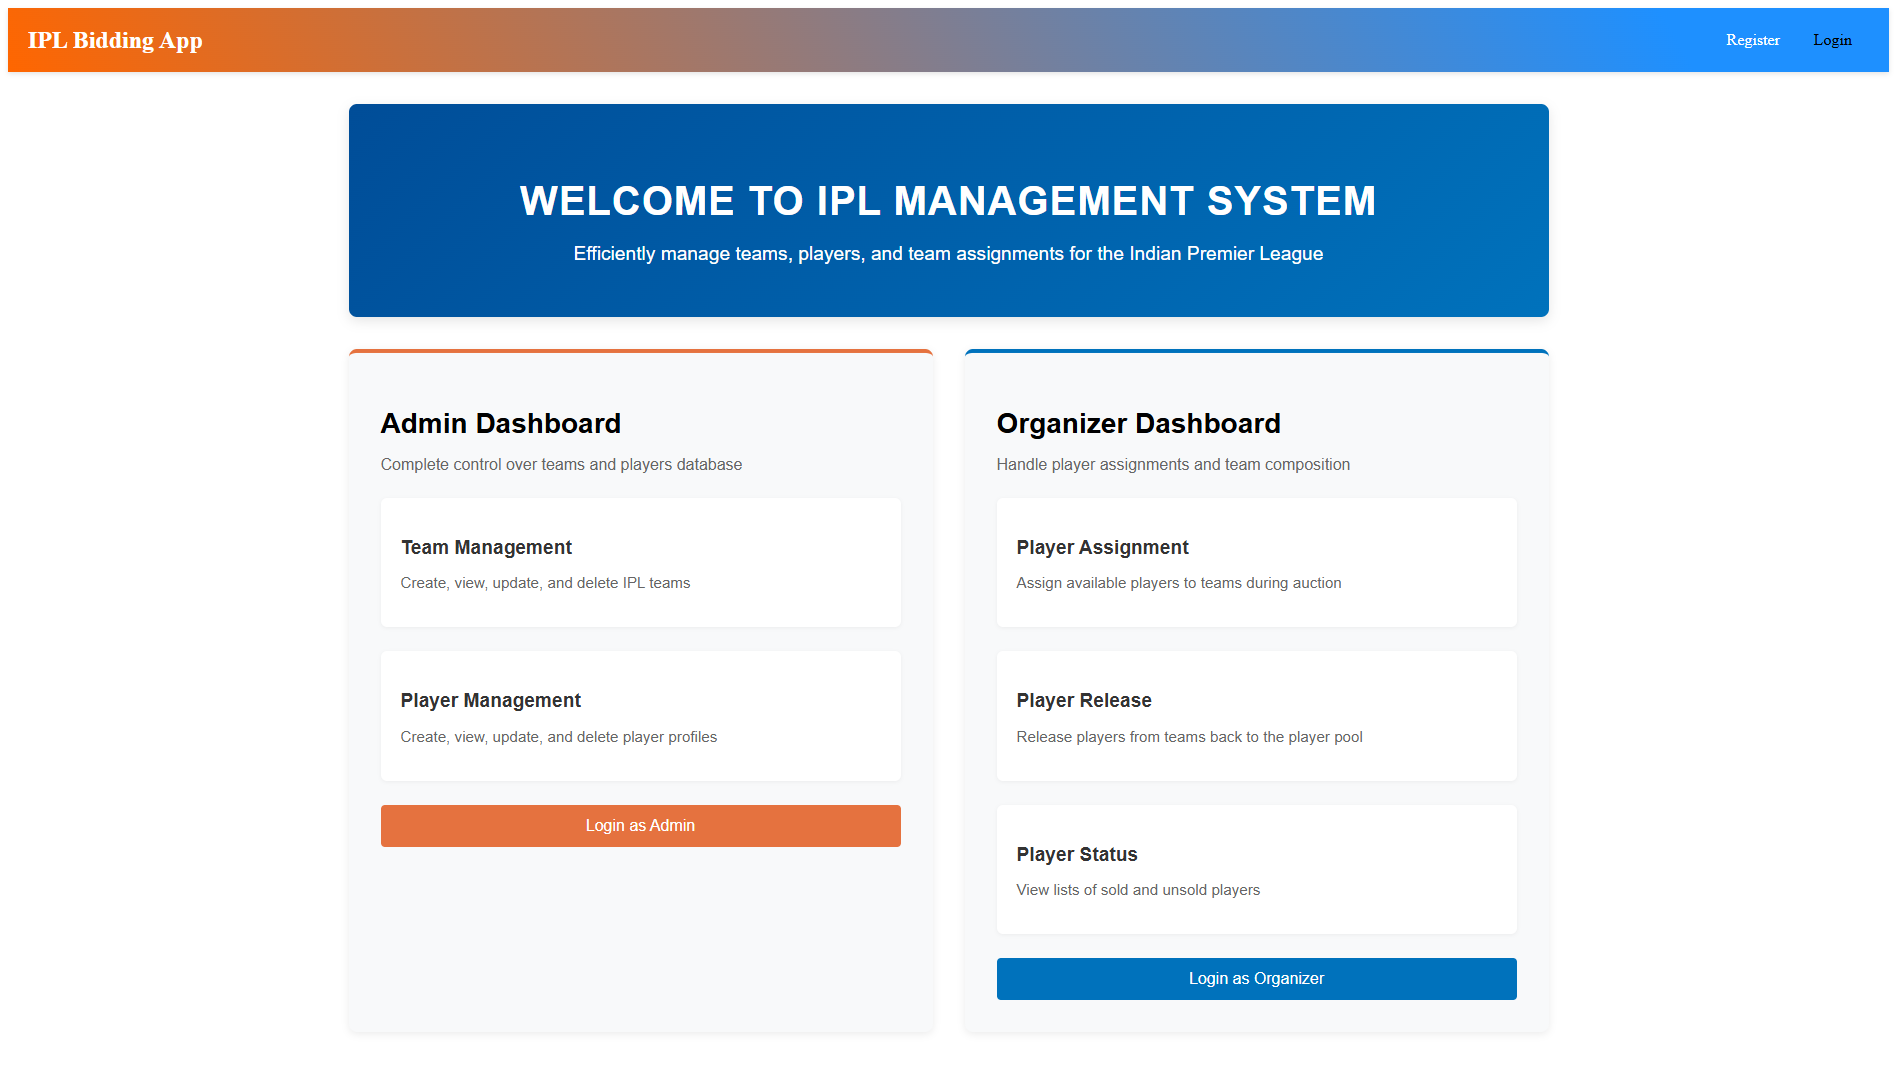 IPL Bidding App
Register
Login
WELCOME TO IPL MANAGEMENT SYSTEM
Efficiently manage teams, players, and team assignments for the Indian Premier League
Admin Dashboard
Complete control over teams and players database
Team Management
Create, view, update, and delete IPL teams
Player Management
Create, view, update, and delete player profiles
Login as Admin
Organizer Dashboard
Handle player assignments and team composition
Player Assignment
Assign available players to teams during auction
Player Release
Release players from teams back to the player pool
Player Status
View lists of sold and unsold players
Login as Organizer